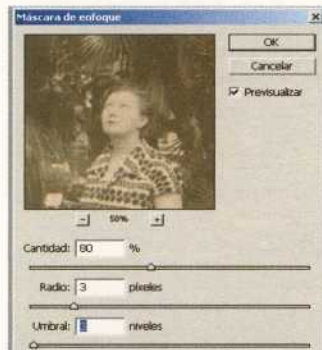 Máscara de enfoque
OK
Cancelar
Previsualizar
50%
Cantidad: 80 %
Radio: 3 píxeles
Umbral: niveles